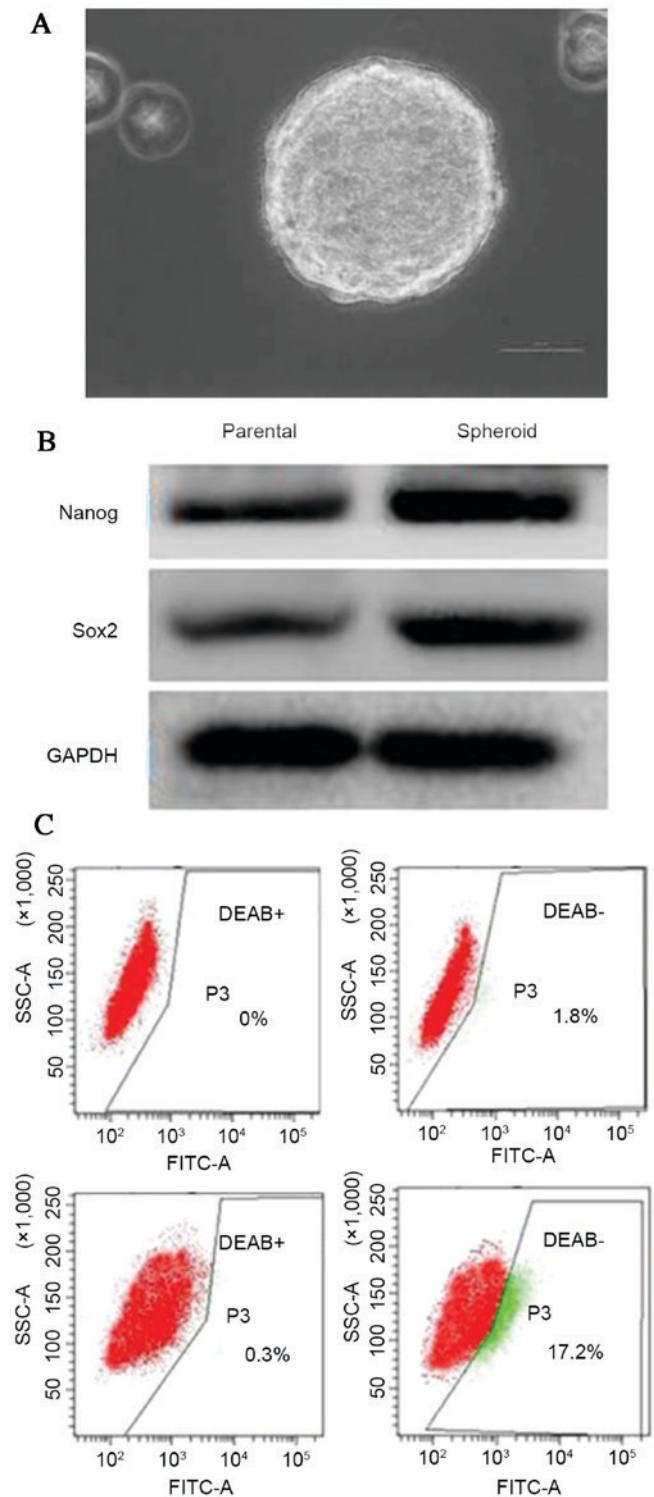 A
B
Parental Spheroid
Nanog
Sox2
GAPDH
C
SSC-A (×1,000)
50 100 150 200 250
DEAB+
P3
0%
10² 10³ 10⁴ 10⁵
FITC-A
SSC-A (×1,000)
50 100 150 200 250
DEAB-
P3
1.8%
10² 10³ 10⁴ 10⁵
FITC-A
SSC-A (×1,000)
50 100 150 200 250
DEAB+
P3
0.3%
10² 10³ 10⁴ 10⁵
FITC-A
SSC-A (×1,000)
50 100 150 200 250
DEAB-
P3
17.2%
10² 10³ 10⁴ 10⁵
FITC-A